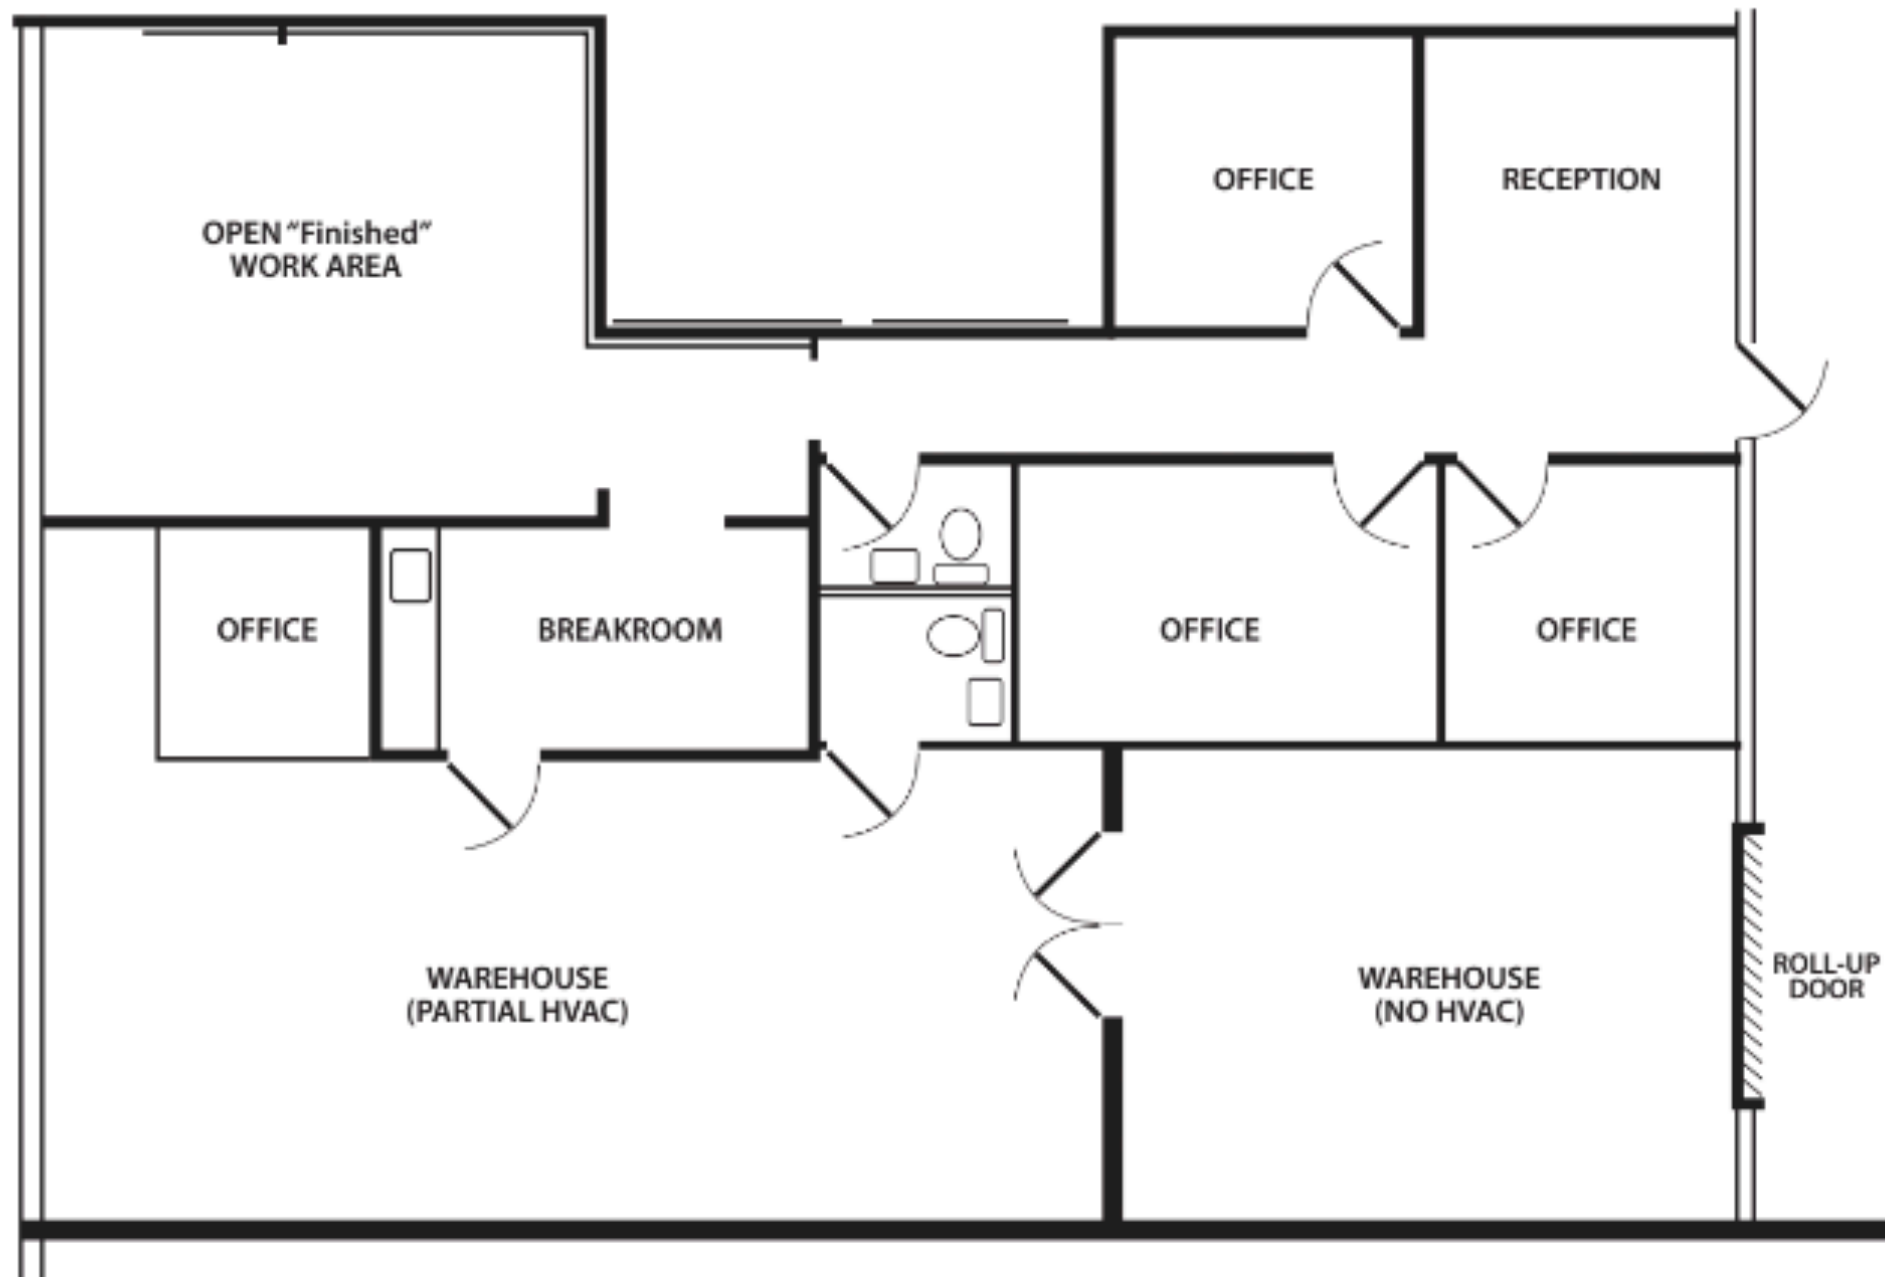 OFFICE
RECEPTION
OPEN “Finished”
WORK AREA
OFFICE
BREAKROOM
OFFICE
OFFICE
WAREHOUSE
(PARTIAL HVAC)
WAREHOUSE
(NO HVAC)
ROLL-UP
DOOR